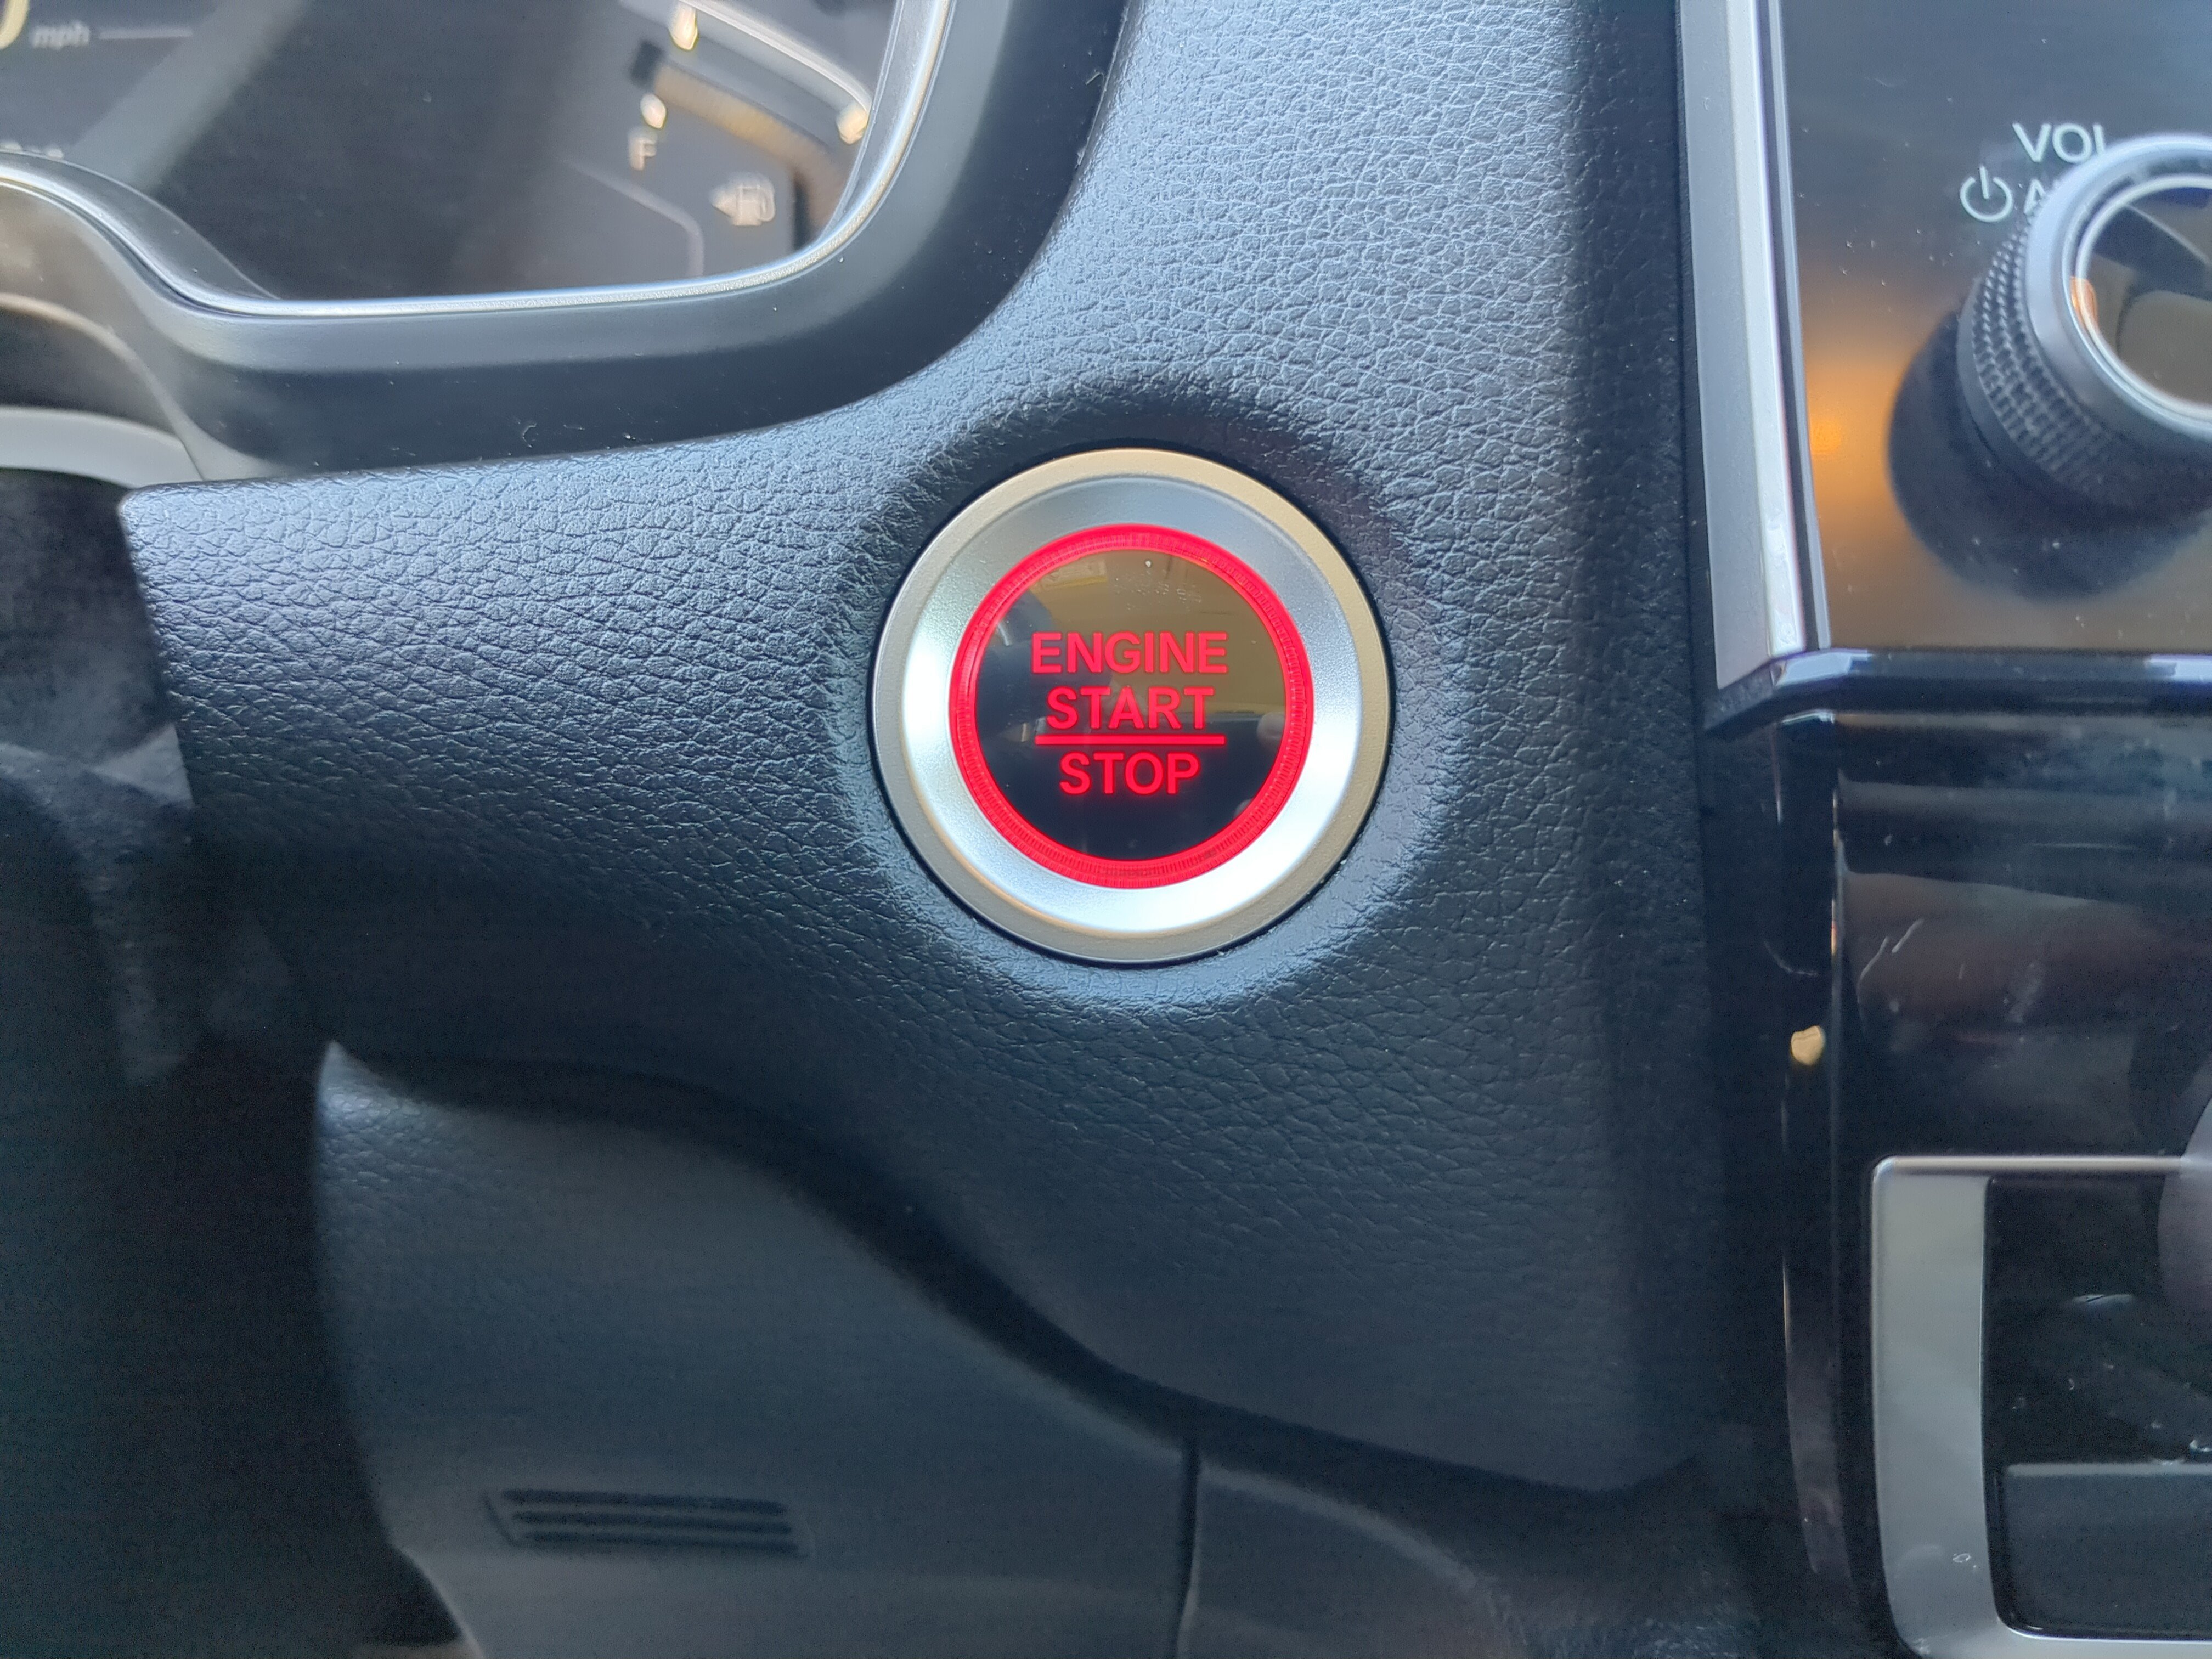 mph
F
VOL
ENGINE
START
STOP